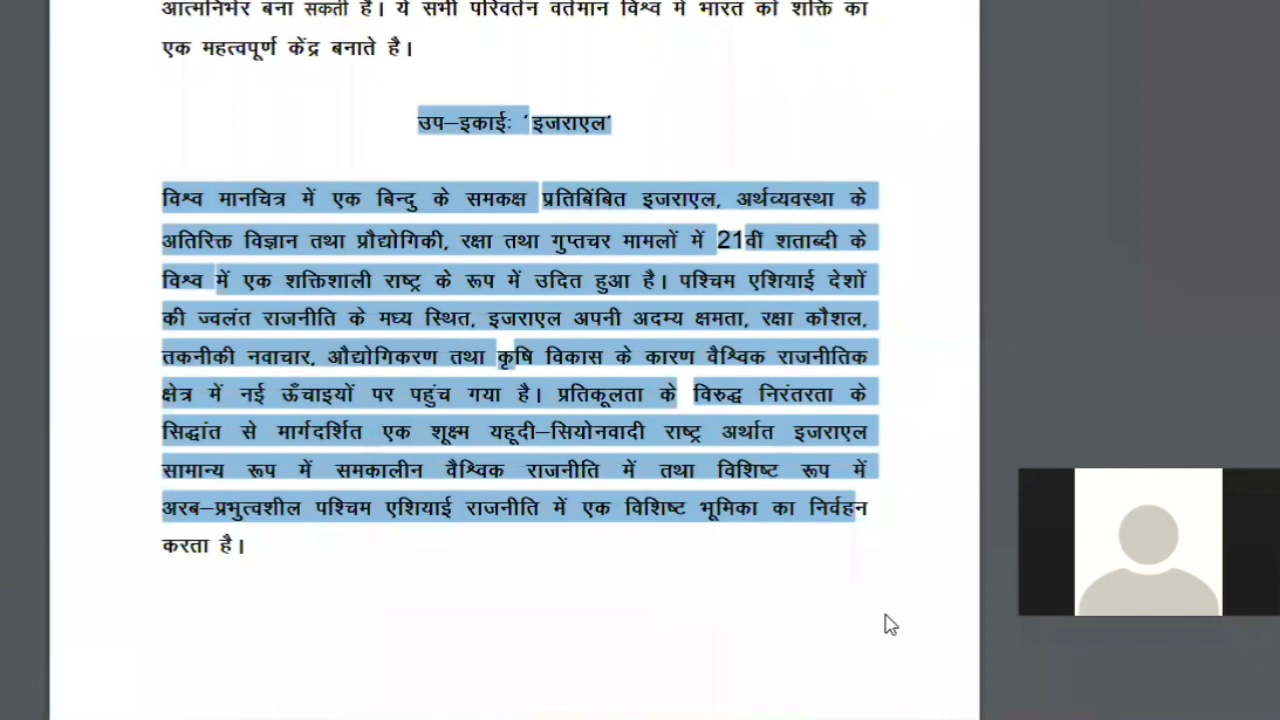 आत्मनिर्भर बना सकती है। ये सभी परिवर्तन वर्तमान विश्व में भारत को शक्ति का
एक महत्वपूर्ण केंद्र बनाते है।
उप–इकाईः ‘इजराएल’
विश्व मानचित्र में एक बिन्दु के समकक्ष प्रतिबिंबित इजराएल, अर्थव्यवस्था के
अतिरिक्त विज्ञान तथा प्रौद्योगिकी, रक्षा तथा गुप्तचर मामलों में 21वीं शताब्दी के
विश्व में एक शक्तिशाली राष्ट्र के रूप में उदित हुआ है। पश्चिम एशियाई देशों
की ज्वलंत राजनीति के मध्य स्थित, इजराएल अपनी अदम्य क्षमता, रक्षा कौशल,
तकनीकी नवाचार, औद्योगिकरण तथा कृषि विकास के कारण वैश्विक राजनीतिक
क्षेत्र में नई ऊँचाइयों पर पहुंच गया है। प्रतिकूलता के विरुद्ध निरंतरता के
सिद्धांत से मार्गदर्शित एक शूक्ष्म यहूदी–सियोनवादी राष्ट्र अर्थात इजराएल
सामान्य रूप में समकालीन वैश्विक राजनीति में तथा विशिष्ट रूप में
अरब–प्रभुत्वशील पश्चिम एशियाई राजनीति में एक विशिष्ट भूमिका का निर्वहन
करता है।